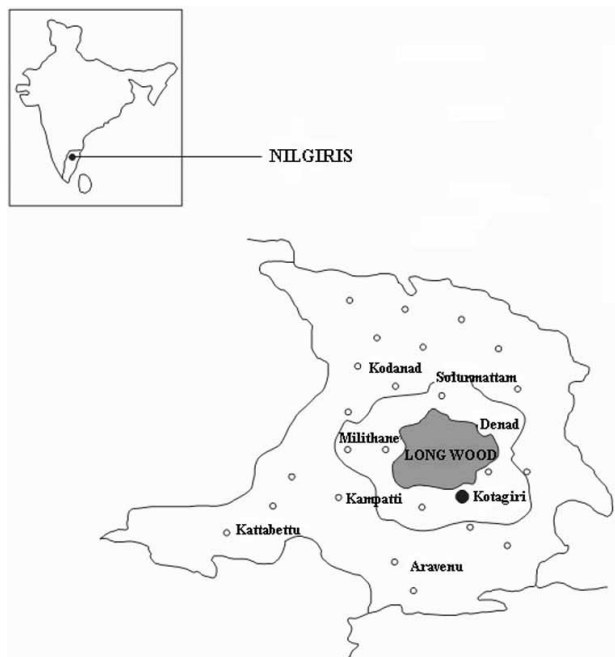 NILGIRIS
Kodanad
Solurmattam
Denad
Milithane
LONG WOOD
Kampatti
Kotagiri
Kattabettu
Aravenu